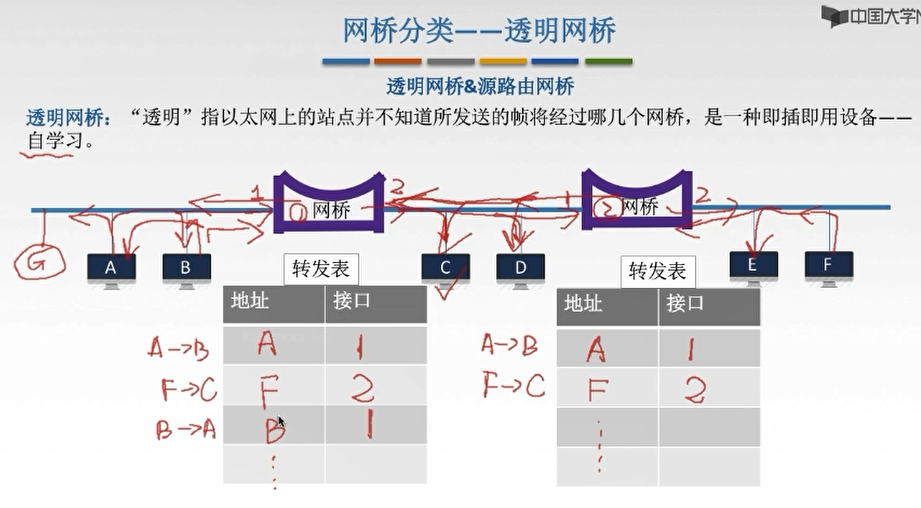 中国大学M
网桥分类——透明网桥
透明网桥&源路由网桥
透明网桥：“透明”指以太网上的站点并不知道所发送的帧将经过哪几个网桥，是一种即插即用设备——
自学习。
1 ① 网桥 2 1 ② 网桥 2
G A B C D E F
转发表
地址 接口
A→B A 1
F→C F 2
B→A B 1
转发表
地址 接口
A→B A 1
F→C F 2